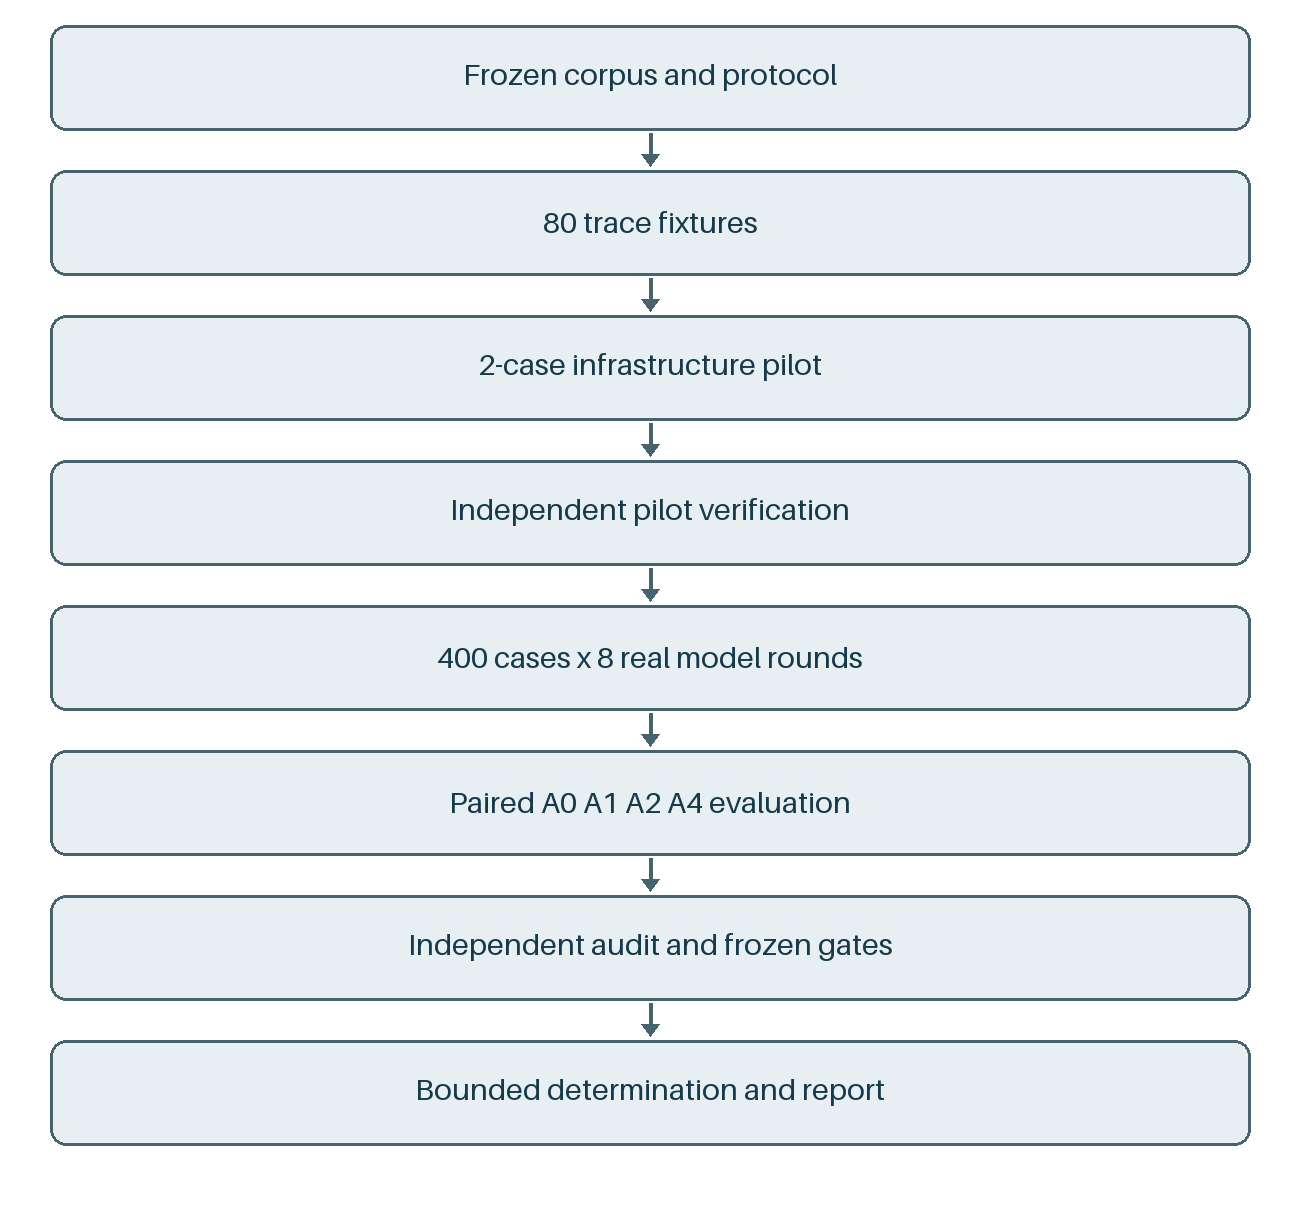 Frozen corpus and protocol
80 trace fixtures
2-case infrastructure pilot
Independent pilot verification
400 cases x 8 real model rounds
Paired A0 A1 A2 A4 evaluation
Independent audit and frozen gates
Bounded determination and report